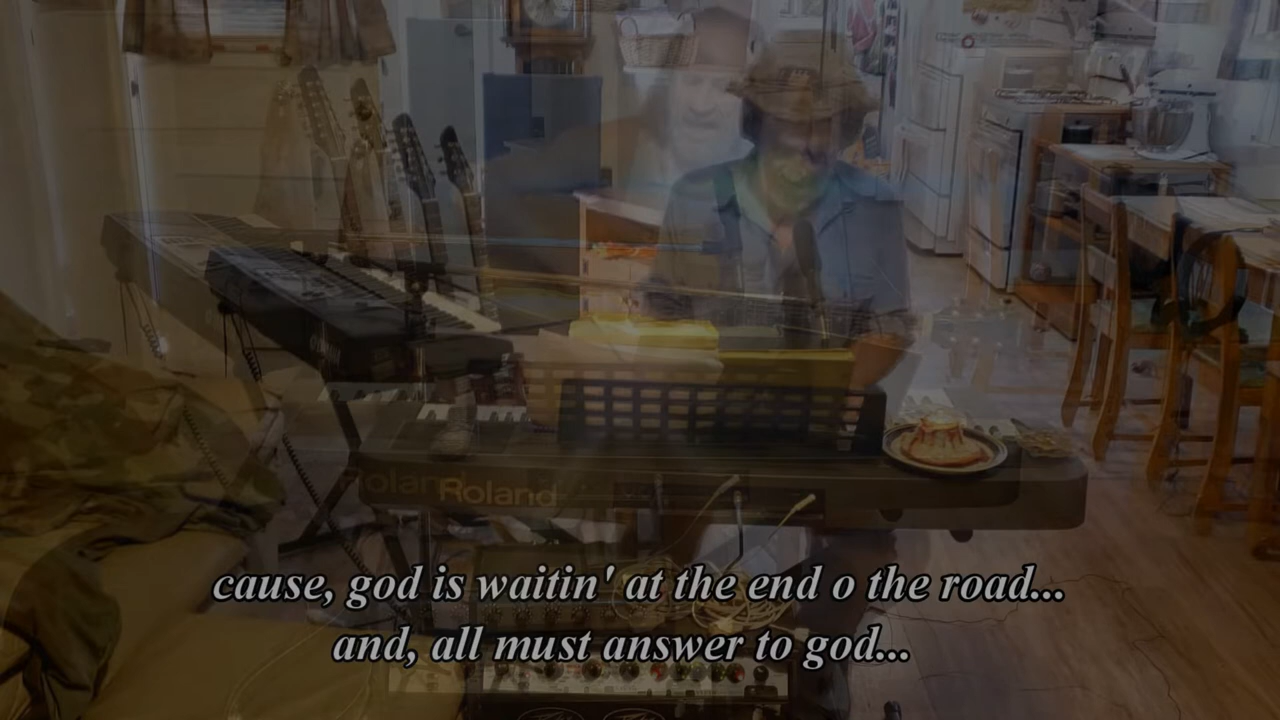 cause, god is waitin' at the end o the road...
and, all must answer to god...
Roland